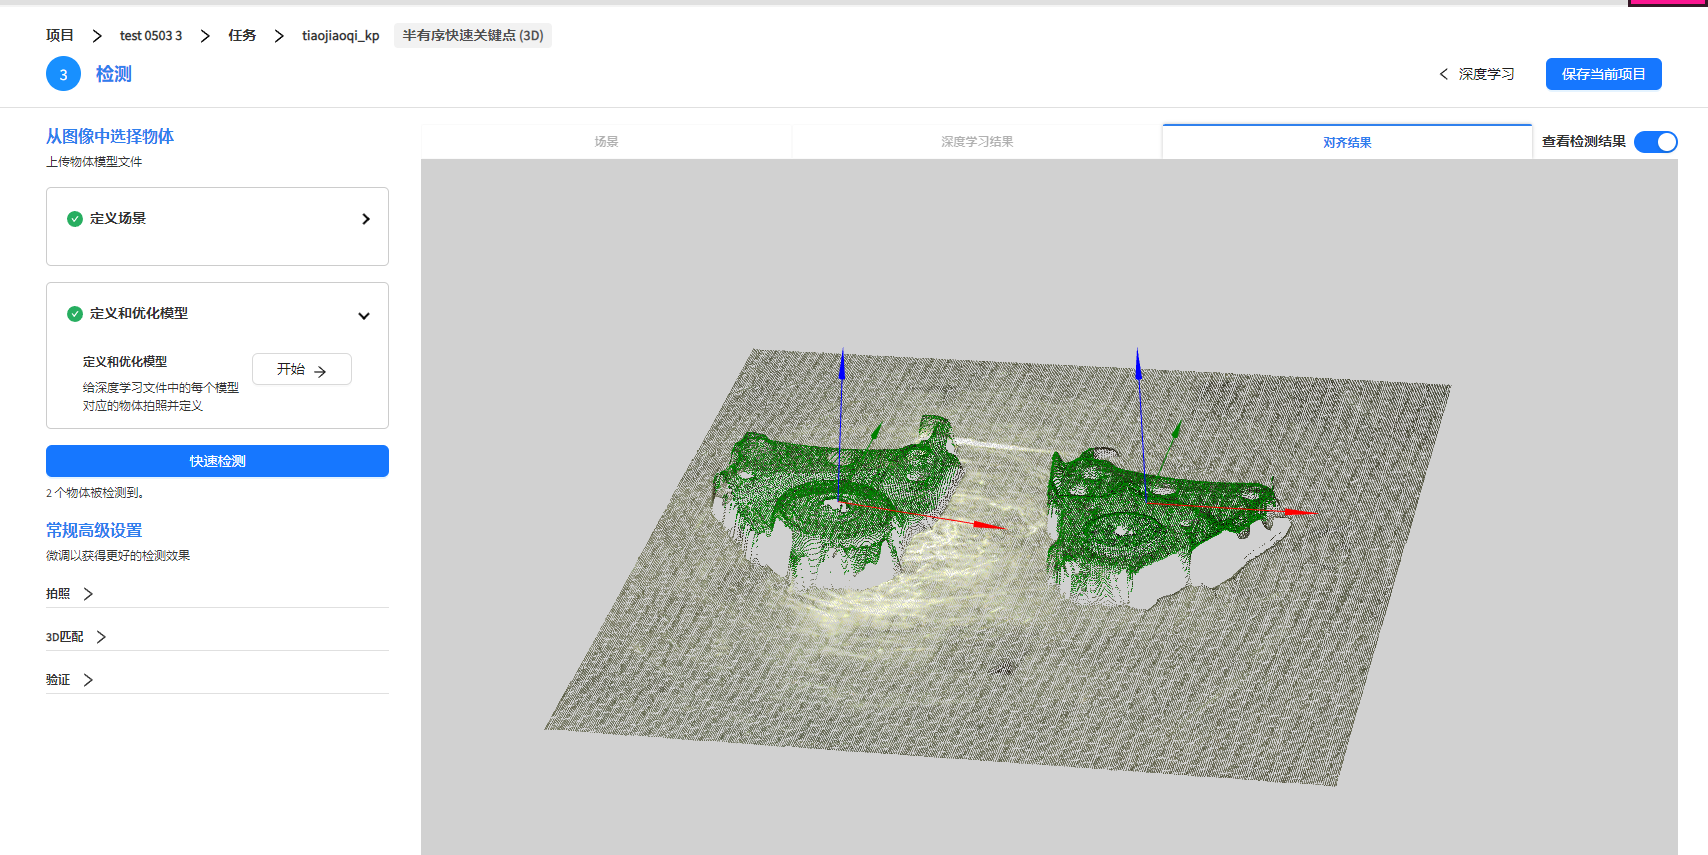 项目 > test 0503 3 > 任务 > tiaojiaoqi_kp 半有序快速关键点 (3D)
3 检测
深度学习
保存当前项目
从图像中选择物体
上传物体模型文件
定义场景
定义和优化模型
定义和优化模型
给深度学习文件中的每个模型
对应的物体拍照并定义
开始 →
快速检测
2 个物体被检测到。
常规高级设置
微调以获得更好的检测效果
拍照
3D匹配
验证
场景
深度学习结果
对齐结果
查看检测结果